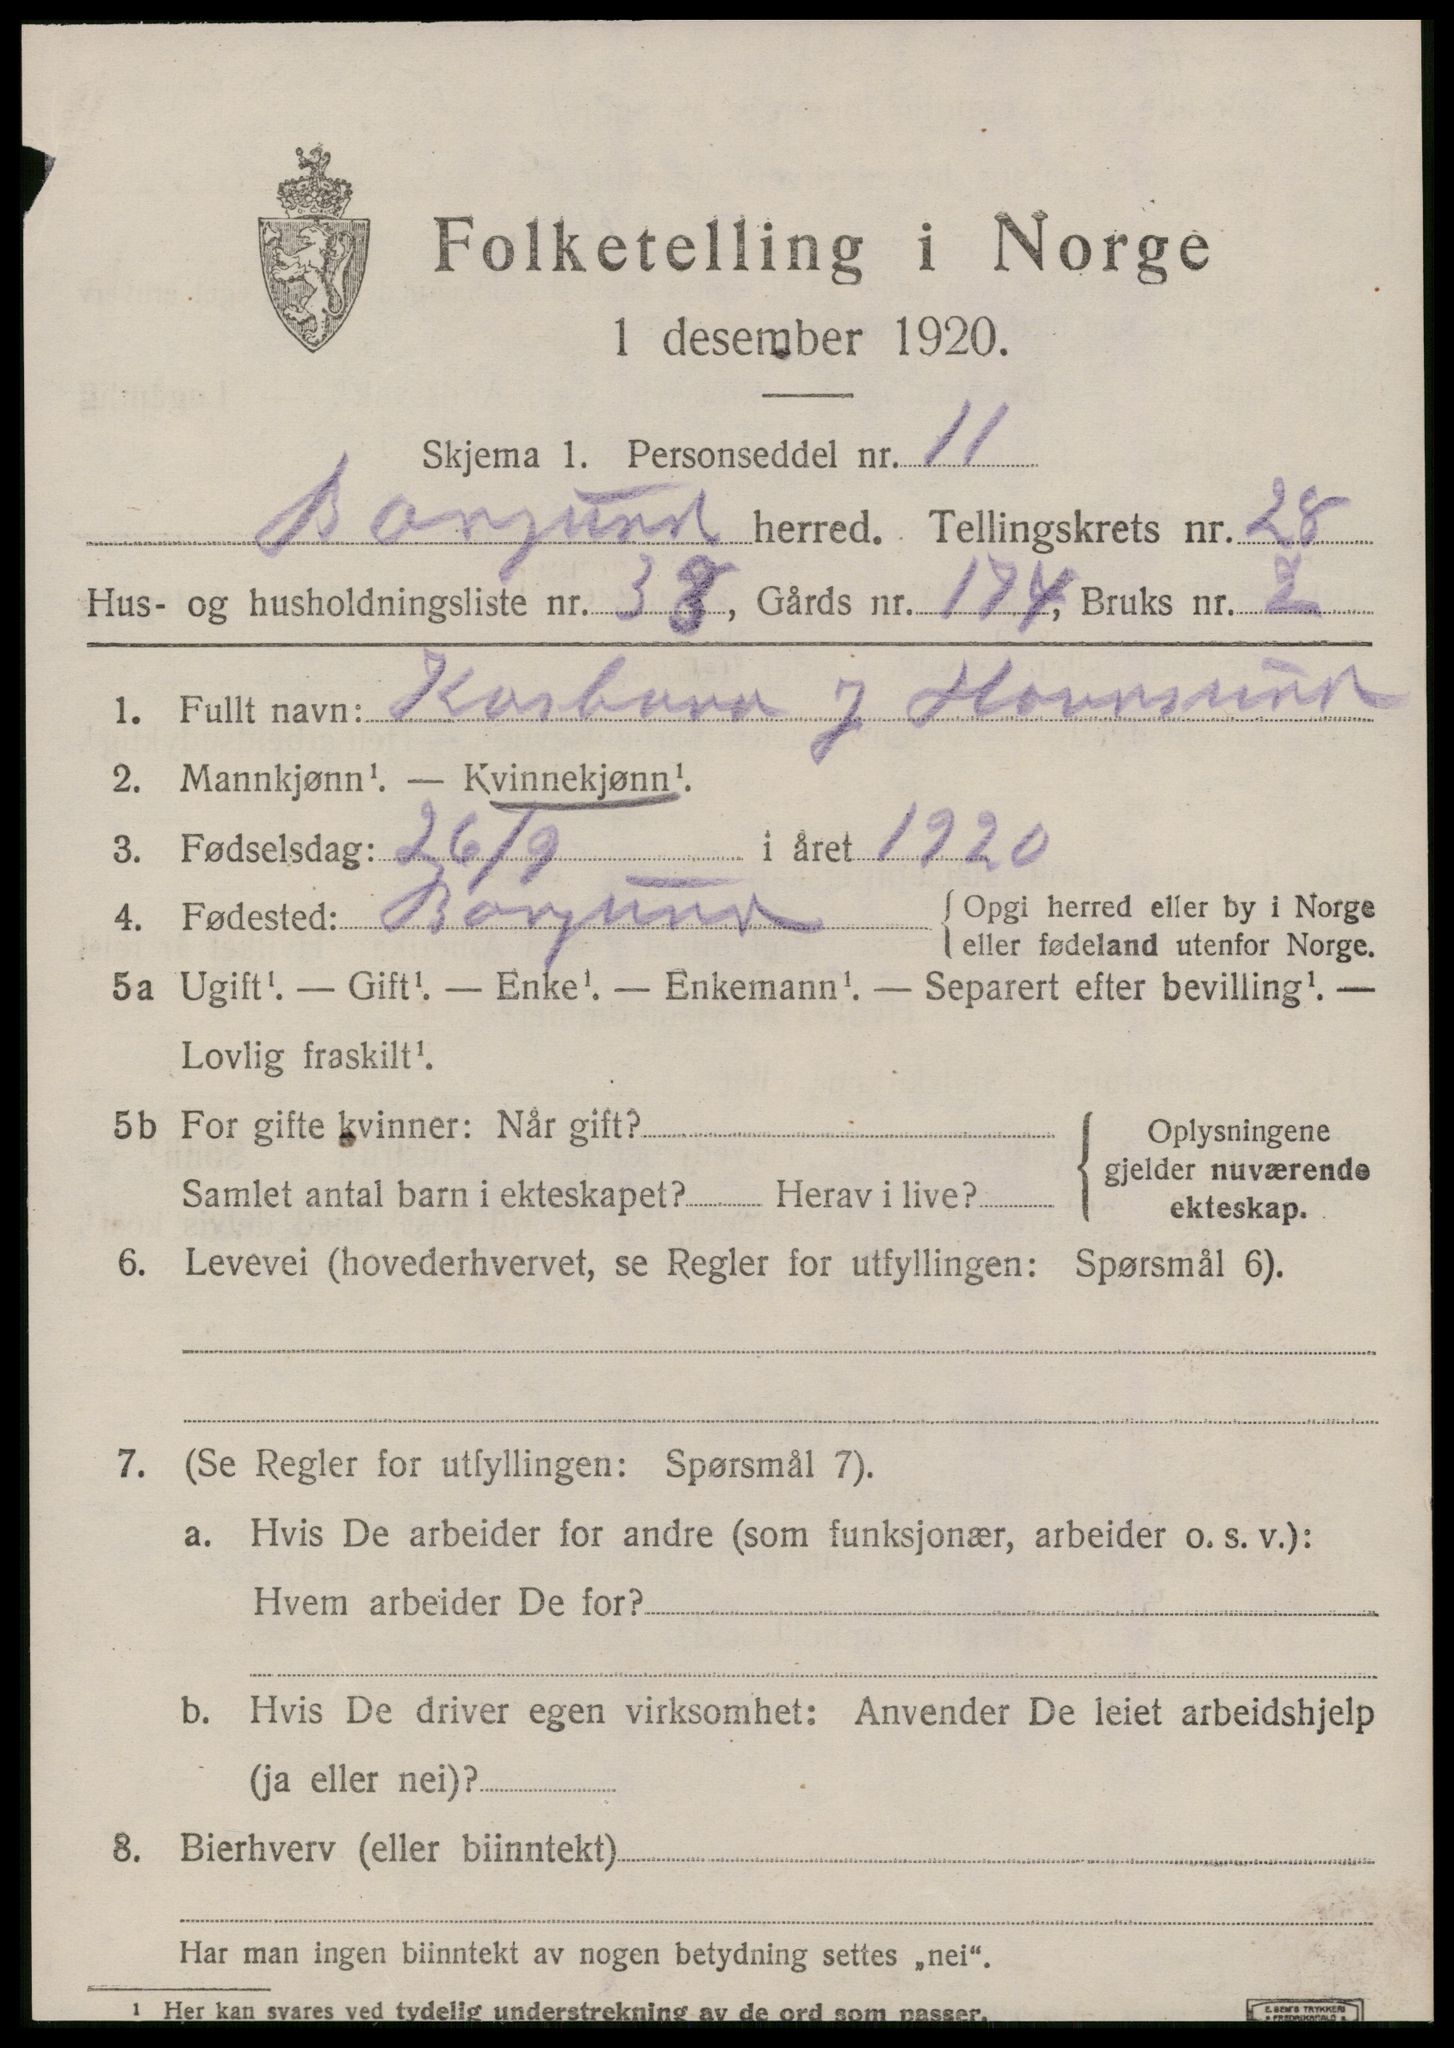 Folketelling i Norge
1 desember 1920.
Skjema 1. Personseddel nr. 11
Borgund herred. Tellingskrets nr. 28
Hus- og husholdningsliste nr. 38, Gårds nr. 174, Bruks nr. 2
1. Fullt navn: J
2. Mannkjønn¹. — Kvinnekjønn¹.
3. Fødselsdag: 26/9 i året 1920
4. Fødested: Borgund { Opgi herred eller by i Norge
eller fødeland utenfor Norge.
5a Ugift¹. — Gift¹. — Enke¹. — Enkemann¹. — Separert efter bevilling¹. —
Lovlig fraskilt¹.
5b For gifte kvinner: Når gift?
Samlet antal barn i ekteskapet? Herav i live?
{ Oplysningene
gjelder nuværende
ekteskap.
6. Levevei (hovederhvervet, se Regler for utfyllingen: Spørsmål 6).
7. (Se Regler for utfyllingen: Spørsmål 7).
a. Hvis De arbeider for andre (som funksjonær, arbeider o. s. v.):
Hvem arbeider De for?
b. Hvis De driver egen virksomhet: Anvender De leiet arbeidshjelp
(ja eller nei)?
8. Bierhverv (eller biinntekt)
Har man ingen biinntekt av nogen betydning settes „nei“.
1 Her kan svares ved tydelig understrekning av de ord som passer.
E. SEM'S TRYKKERI
FREDRIKSHALD